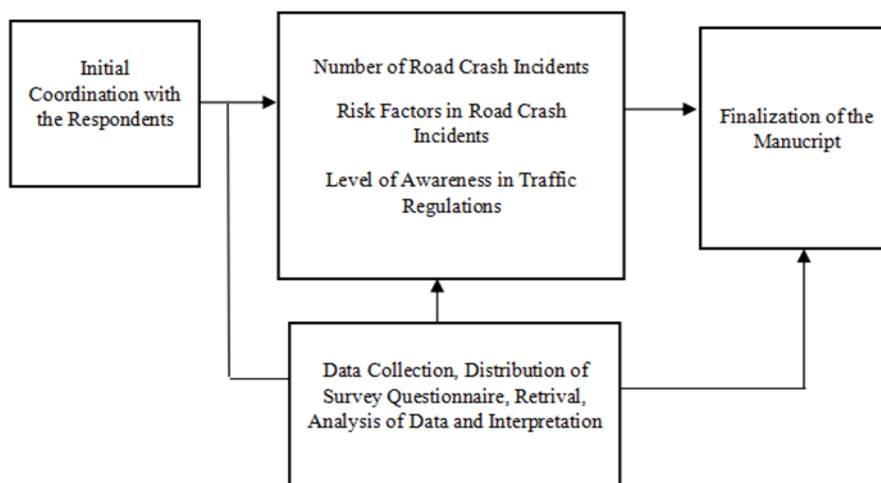 Initial
Coordination with
the Respondents
Number of Road Crash Incidents
Risk Factors in Road Crash
Incidents
Level of Awareness in Traffic
Regulations
Finalization of the
Manucript
Data Collection, Distribution of
Survey Questionnaire, Retrival,
Analysis of Data and Interpretation